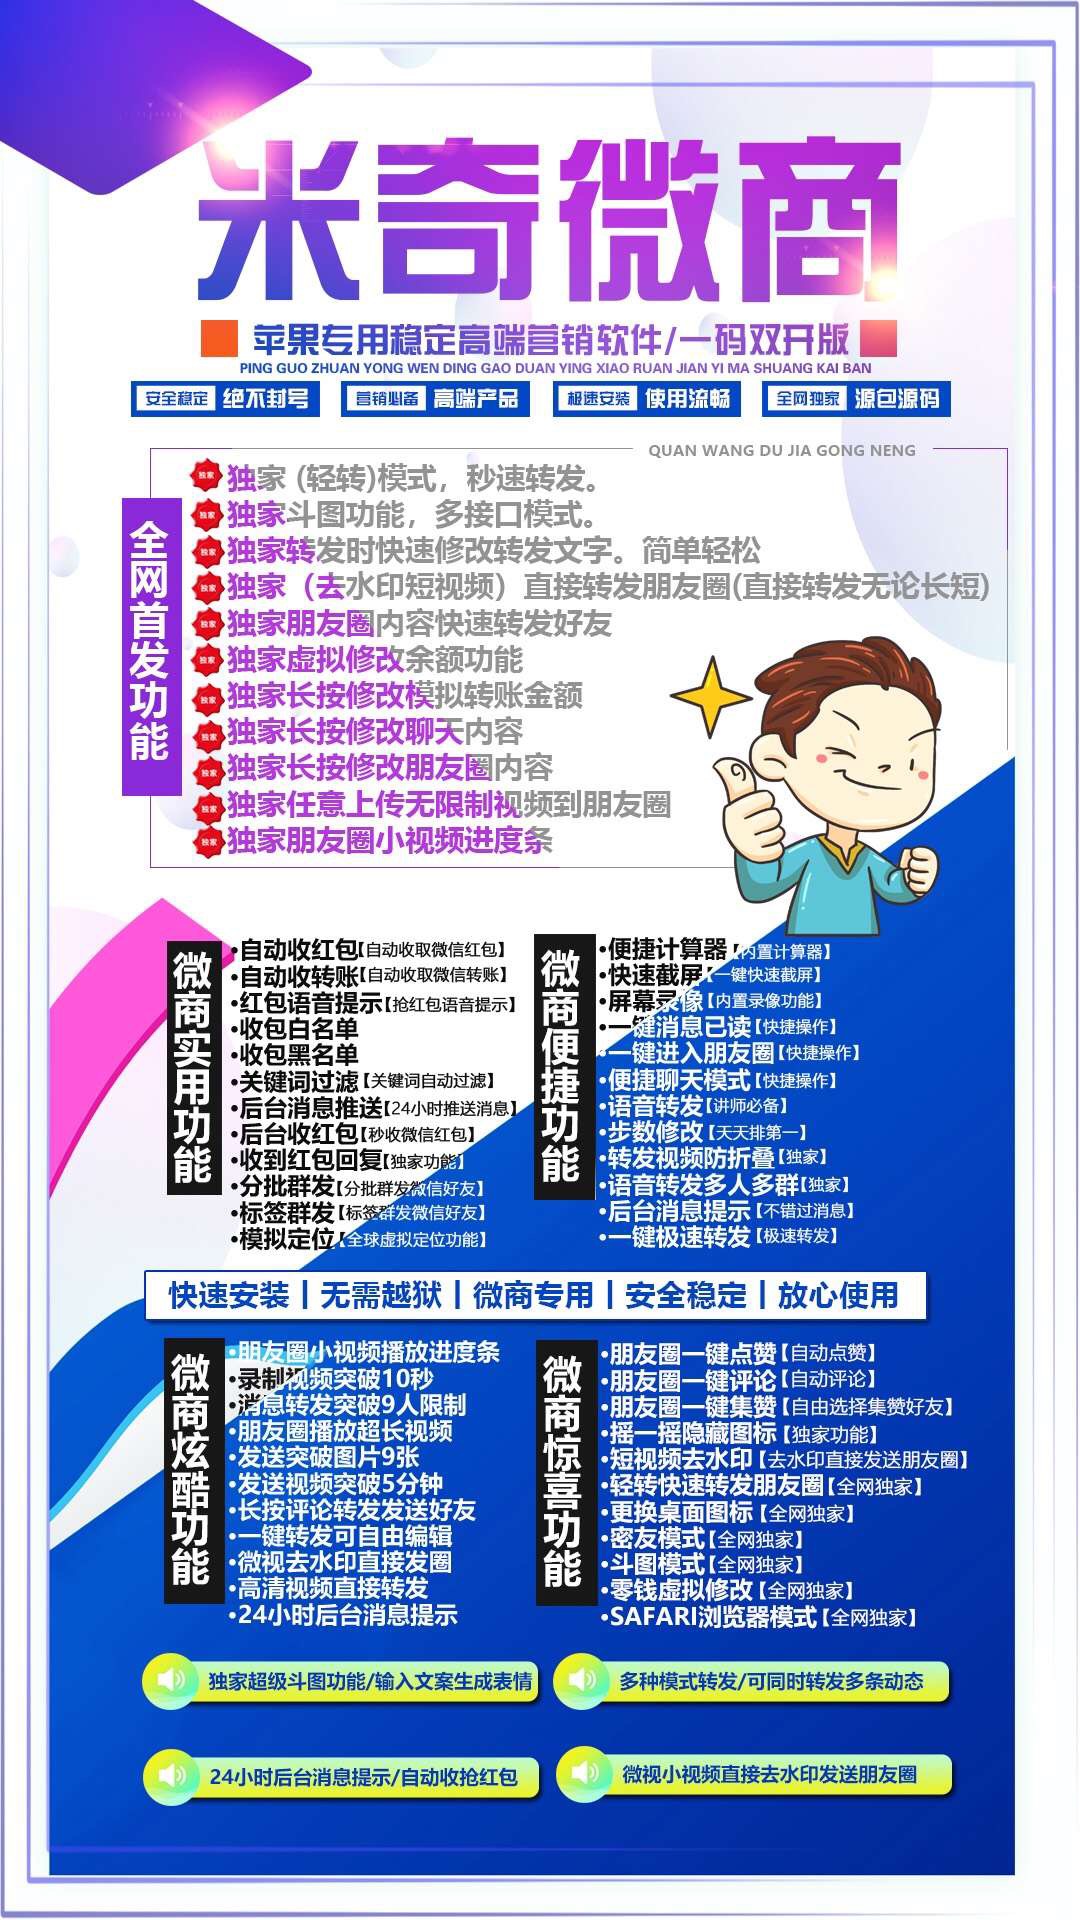 米奇微商
苹果专用稳定高端营销软件/一码双开版
PING GUO ZHUAN YONG WEN DING GAO DUAN YING XIAO RUAN JIAN YI MA SHUANG KAI BAN
安全稳定 绝不封号
营销必备 高端产品
极速安装 使用流畅
全网独家 源包源码
QUAN WANG DU JIA GONG NENG
全网首发功能
独家 独家 (轻转)模式，秒速转发。
独家 独家斗图功能，多接口模式。
独家 独家转发时快速修改转发文字。简单轻松
独家 独家（去水印短视频）直接转发朋友圈(直接转发无论长短)
独家 独家朋友圈内容快速转发好友
独家 独家虚拟修改余额功能
独家 独家长按修改模拟转账金额
独家 独家长按修改聊天内容
独家 独家长按修改朋友圈内容
独家 独家任意上传无限制视频到朋友圈
独家 独家朋友圈小视频进度条
微商实用功能
•自动收红包【自动收取微信红包】
•自动收转账【自动收取微信转账】
•红包语音提示【抢红包语音提示】
•收包白名单
•收包黑名单
•关键词过滤【关键词自动过滤】
•后台消息推送【24小时推送消息】
•后台收红包【秒收微信红包】
•收到红包回复【独家功能】
•分批群发【分批群发微信好友】
•标签群发【标签群发微信好友】
•模拟定位【全球虚拟定位功能】
微商便捷功能
•便捷计算器【内置计算器】
•快速截屏【一键快速截屏】
•屏幕录像【内置录像功能】
•一键消息已读【快捷操作】
•一键进入朋友圈【快捷操作】
•便捷聊天模式【快捷操作】
•语音转发【讲师必备】
•步数修改【天天排第一】
•转发视频防折叠【独家】
•语音转发多人多群【独家】
•后台消息提示【不错过消息】
•一键极速转发【极速转发】
快速安装丨无需越狱丨微商专用丨安全稳定丨放心使用
微商炫酷功能
•朋友圈小视频播放进度条
•录制视频突破10秒
•消息转发突破9人限制
•朋友圈播放超长视频
•发送突破图片9张
•发送视频突破5分钟
•长按评论转发发送好友
•一键转发可自由编辑
•微视去水印直接发圈
•高清视频直接转发
•24小时后台消息提示
微商惊喜功能
•朋友圈一键点赞【自动点赞】
•朋友圈一键评论【自动评论】
•朋友圈一键集赞【自由选择集赞好友】
•摇一摇隐藏图标【独家功能】
•短视频去水印【去水印直接发送朋友圈】
•轻转快速转发朋友圈【全网独家】
•更换桌面图标【全网独家】
•密友模式【全网独家】
•斗图模式【全网独家】
•零钱虚拟修改【全网独家】
•SAFARI浏览器模式【全网独家】
独家超级斗图功能/输入文案生成表情
多种模式转发/可同时转发多条动态
24小时后台消息提示/自动收抢红包
微视小视频直接去水印发送朋友圈